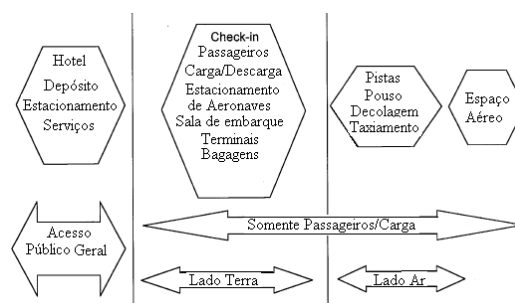 Hotel
Depósito
Estacionamento
Serviços
Check-in
Passageiros
Carga/Descarga
Estacionamento
de Aeronaves
Sala de embarque
Terminais
Bagagens
Pistas
Pouso
Decolagem
Taxiamento
Espaço
Aéreo
Acesso
Público Geral
Somente Passageiros/Carga
Lado Terra
Lado Ar